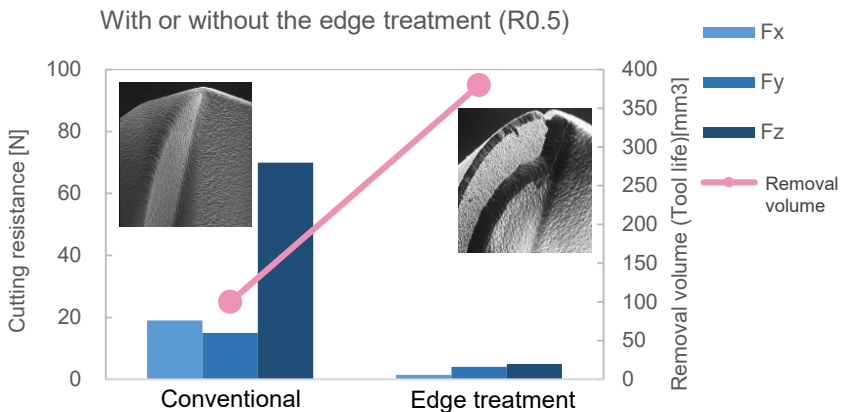 With or without the edge treatment (R0.5)
Cutting resistance [N]
100
80
60
40
20
0
Conventional
Edge treatment
400
350
300
250
200
150
100
50
0
Removal volume (Tool life)[mm3]
Fx
Fy
Fz
Removal
volume